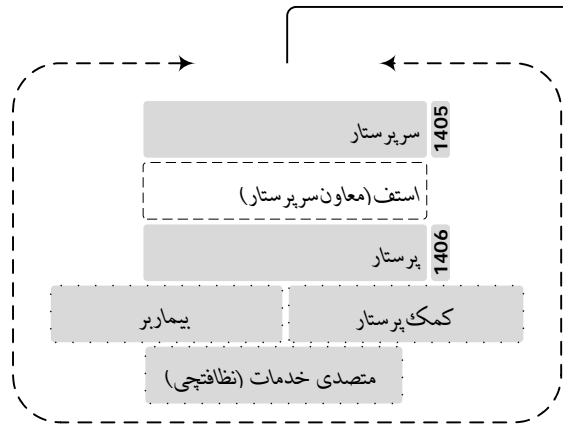 سرپرستار 1405
استف (معاون سرپرستار)
پرستار 1406
کمک پرستار
بیماربر
متصدی خدمات (نظافتچی)